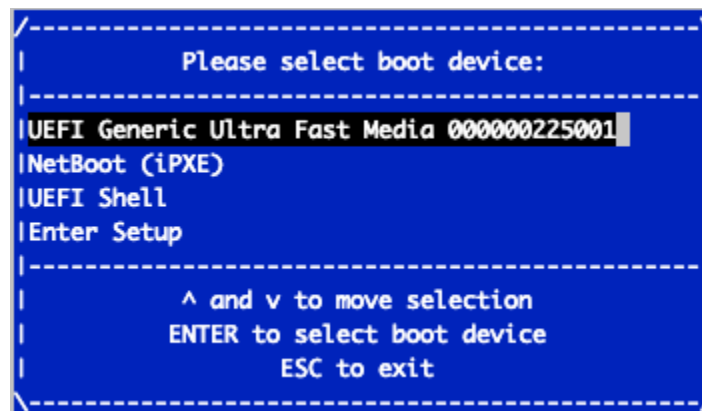 Please select boot device:
UEFI Generic Ultra Fast Media 000000225001
NetBoot (iPXE)
UEFI Shell
Enter Setup
^ and v to move selection
ENTER to select boot device
ESC to exit